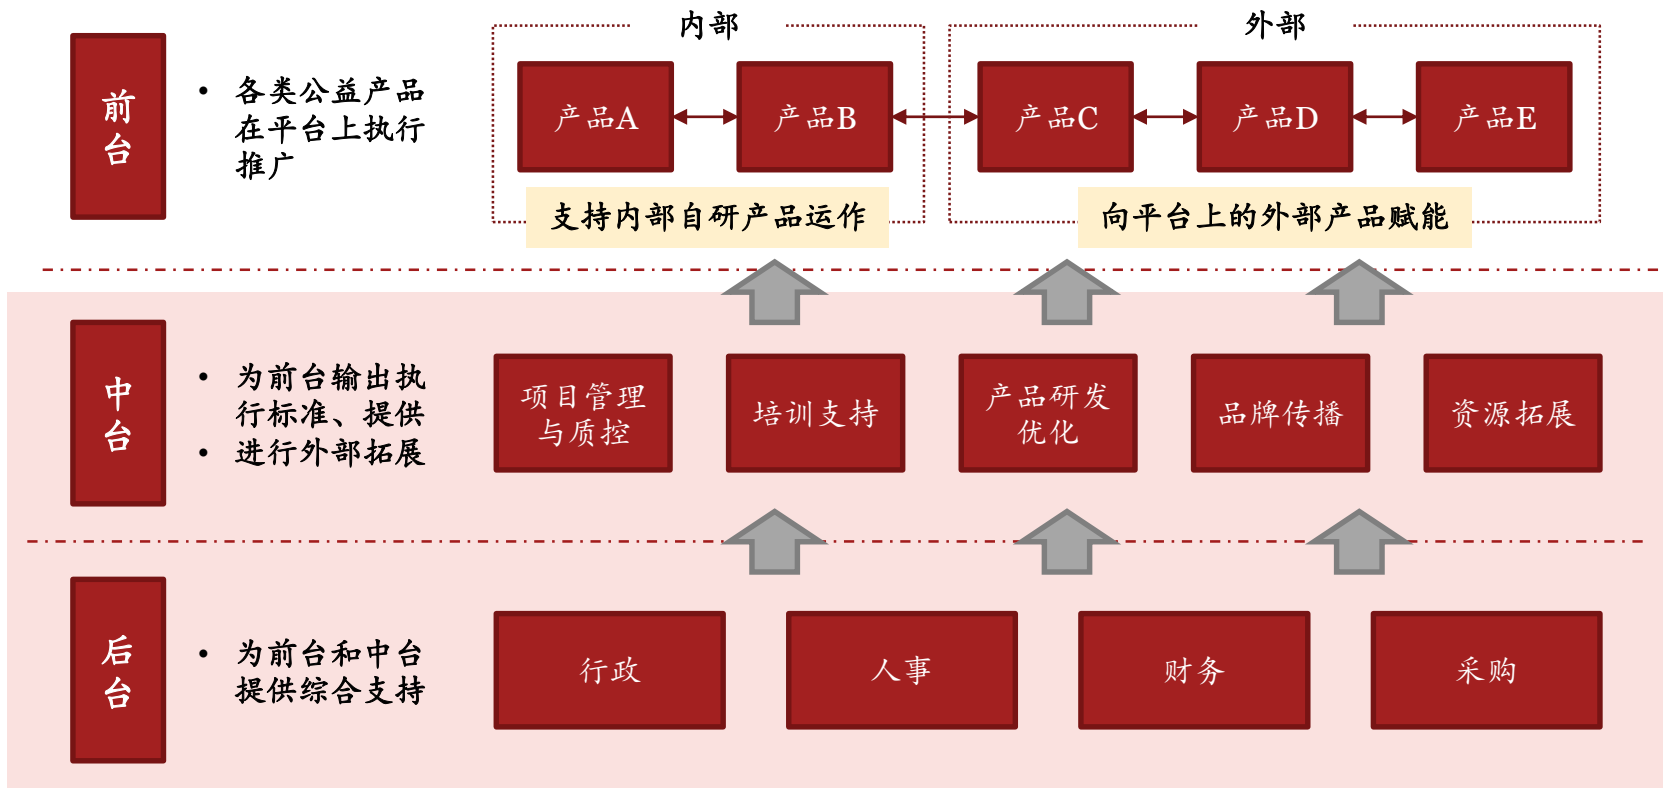 内部
外部
前
台
• 各类公益产品
在平台上执行
推广
产品A
产品B
产品C
产品D
产品E
支持内部自研产品运作
向平台上的外部产品赋能
中
台
• 为前台输出执
行标准、提供
• 进行外部拓展
项目管理
与质控
培训支持
产品研发
优化
品牌传播
资源拓展
后
台
• 为前台和中台
提供综合支持
行政
人事
财务
采购